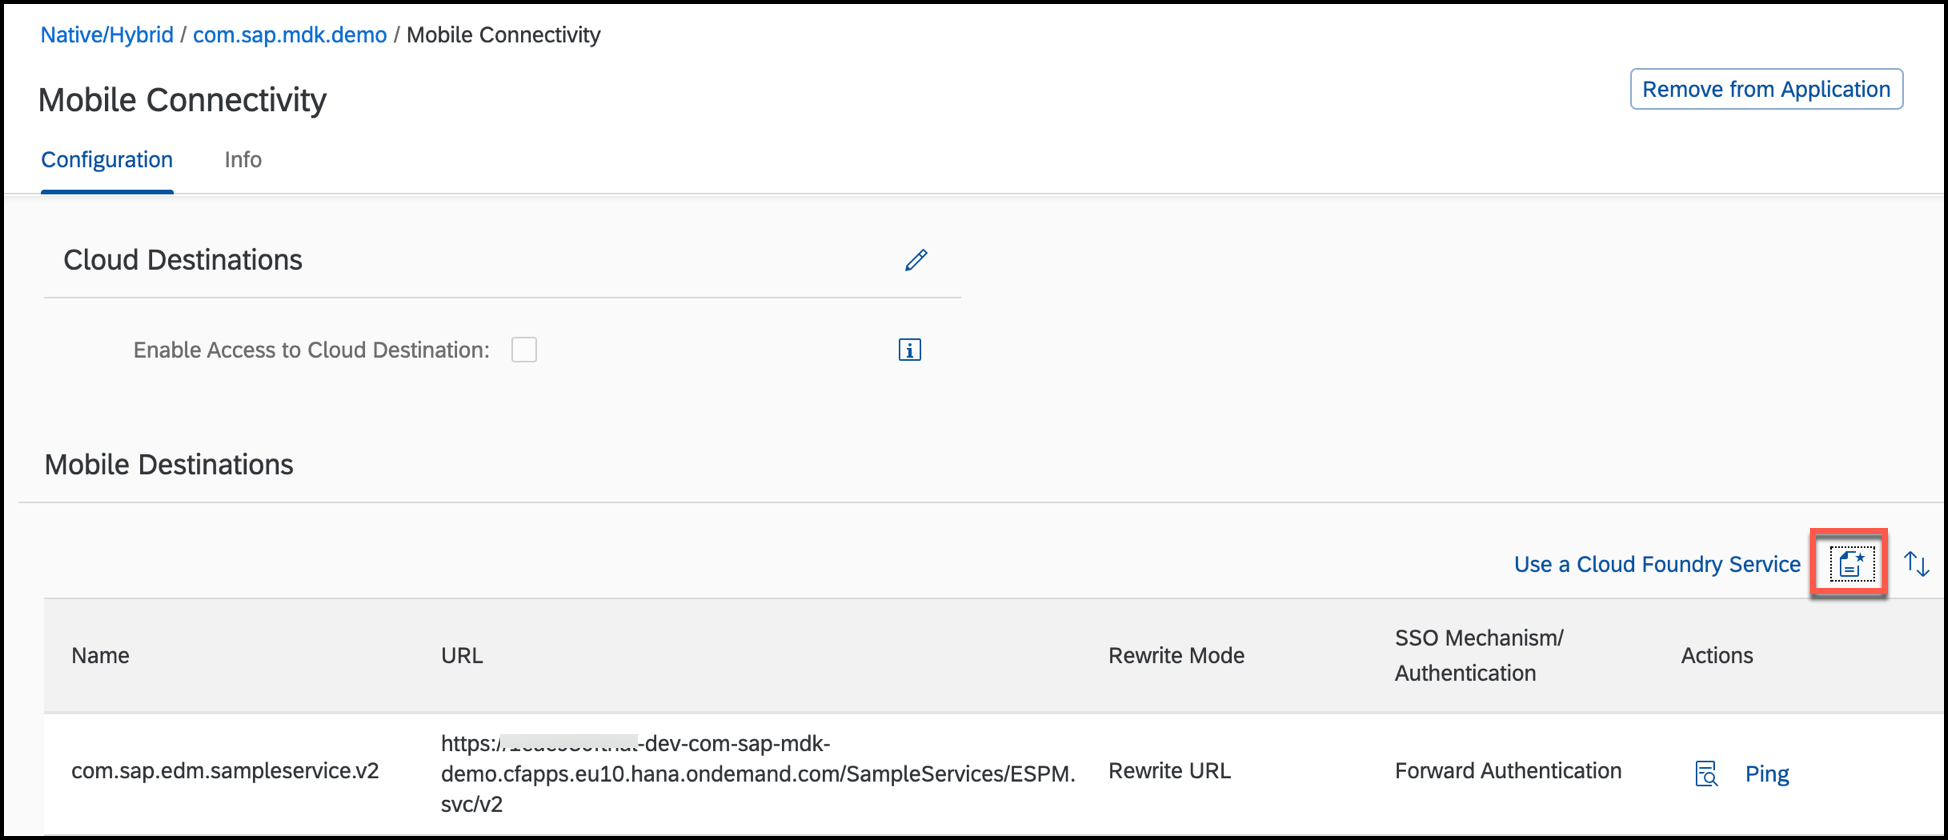 Native/Hybrid / com.sap.mdk.demo / Mobile Connectivity
Mobile Connectivity
Remove from Application
Configuration
Info
Cloud Destinations
Enable Access to Cloud Destination:
Mobile Destinations
Use a Cloud Foundry Service
Name
URL
Rewrite Mode
SSO Mechanism/
Authentication
Actions
com.sap.edm.sampleservice.v2
https:/ -dev-com-sap-mdk-
demo.cfapps.eu10.hana.ondemand.com/SampleServices/ESPM.
svc/v2
Rewrite URL
Forward Authentication
Ping